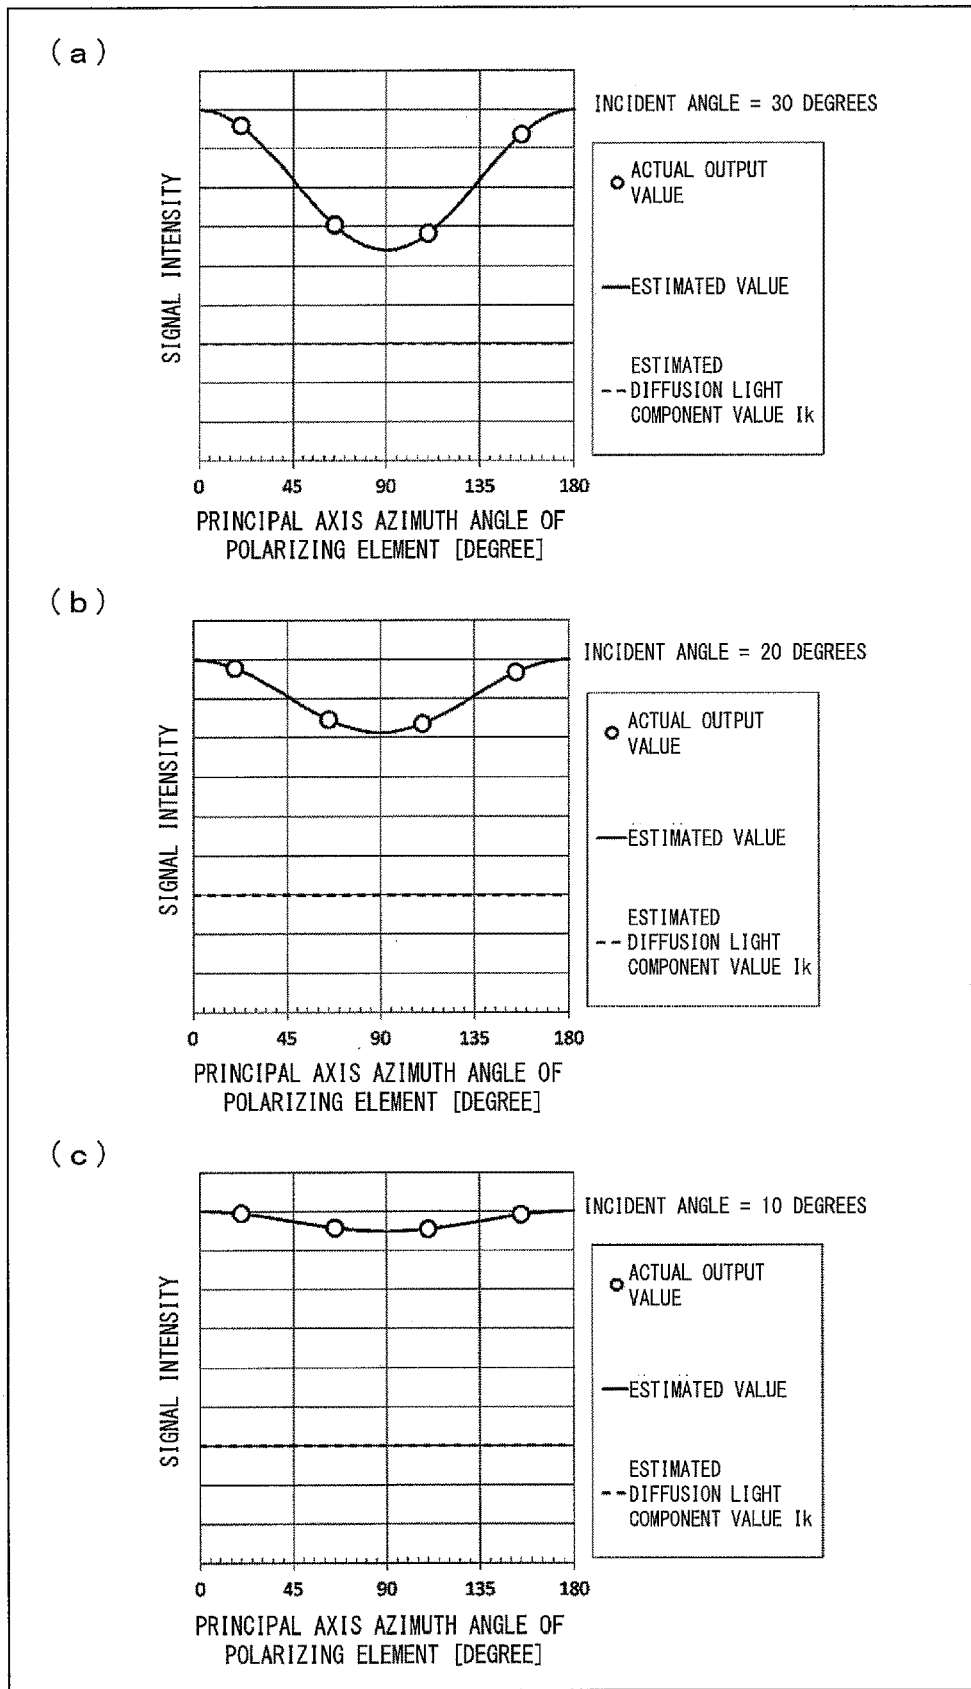 (a)
INCIDENT ANGLE = 30 DEGREES
SIGNAL INTENSITY
ACTUAL OUTPUT
VALUE
ESTIMATED VALUE
ESTIMATED
DIFFUSION LIGHT
COMPONENT VALUE Ik
0 45 90 135 180
PRINCIPAL AXIS AZIMUTH ANGLE OF
POLARIZING ELEMENT [DEGREE]
(b)
INCIDENT ANGLE = 20 DEGREES
SIGNAL INTENSITY
ACTUAL OUTPUT
VALUE
ESTIMATED VALUE
ESTIMATED
DIFFUSION LIGHT
COMPONENT VALUE Ik
0 45 90 135 180
PRINCIPAL AXIS AZIMUTH ANGLE OF
POLARIZING ELEMENT [DEGREE]
(c)
INCIDENT ANGLE = 10 DEGREES
SIGNAL INTENSITY
ACTUAL OUTPUT
VALUE
ESTIMATED VALUE
ESTIMATED
DIFFUSION LIGHT
COMPONENT VALUE Ik
0 45 90 135 180
PRINCIPAL AXIS AZIMUTH ANGLE OF
POLARIZING ELEMENT [DEGREE]